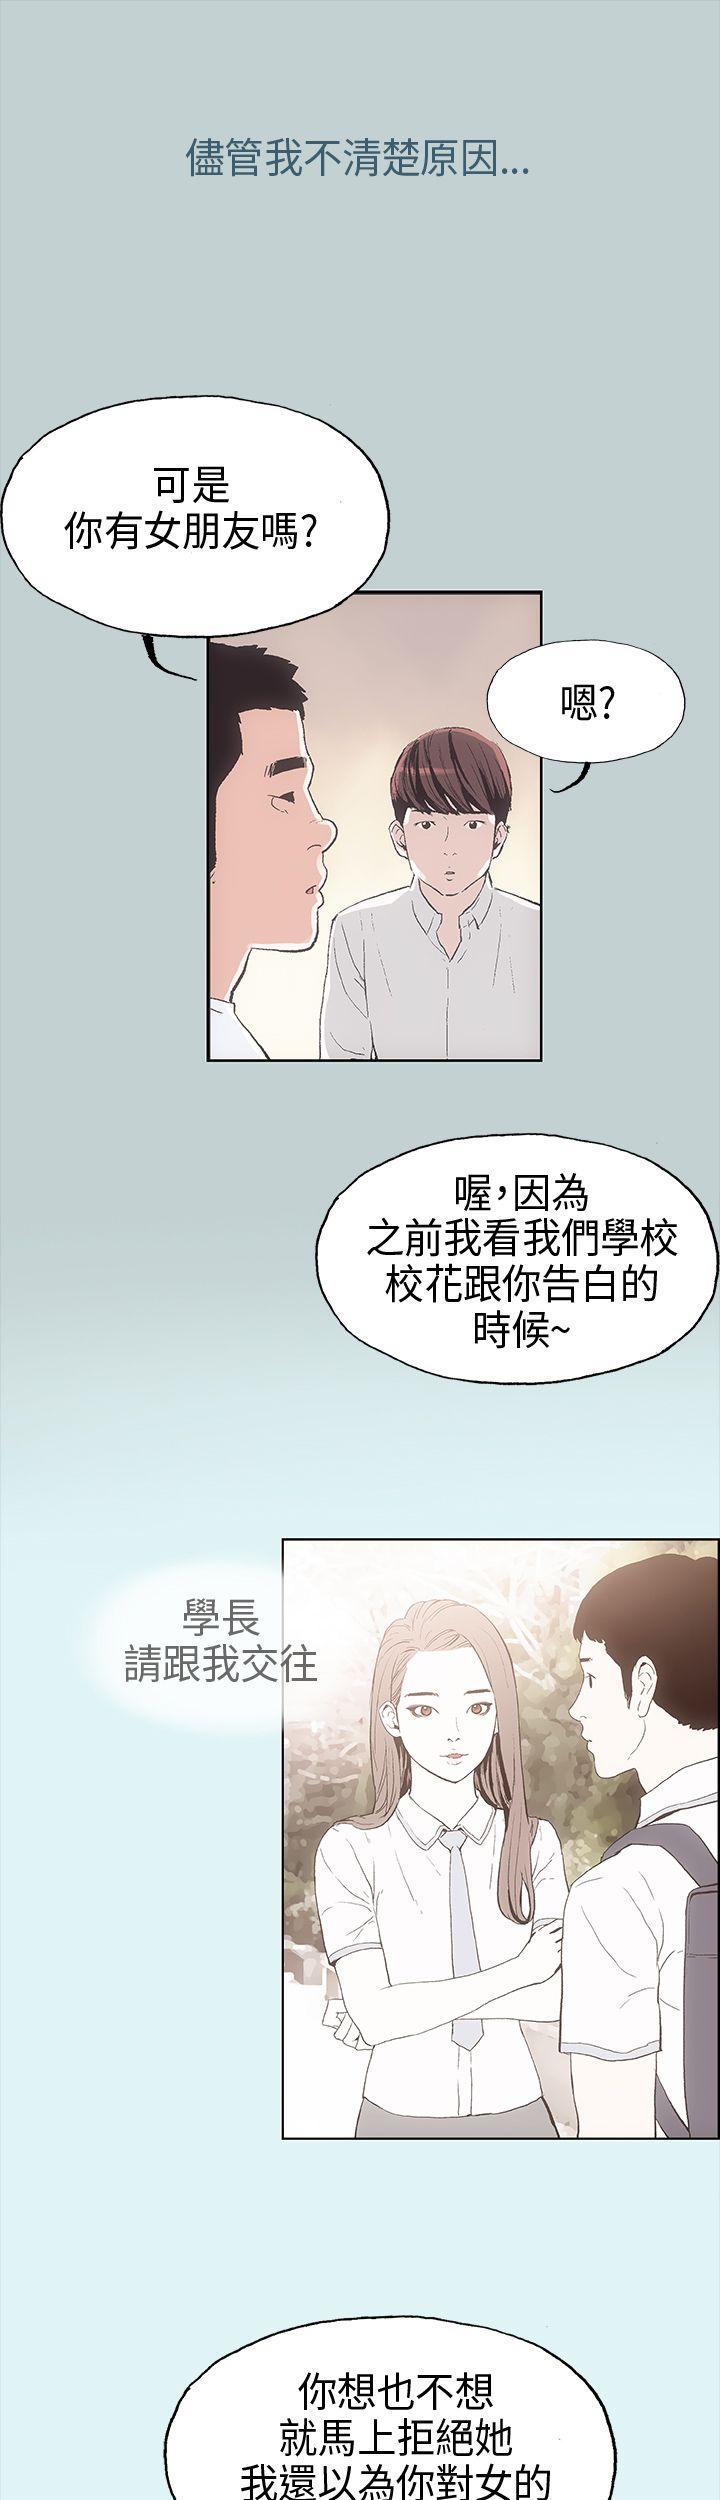 儘管我不清楚原因...
可是
你有女朋友嗎?
嗯?
喔,因為
之前我看我們學校
校花跟你告白的
時候~
學長
請跟我交往
你想也不想
就馬上拒絕她
我還以為你對女的